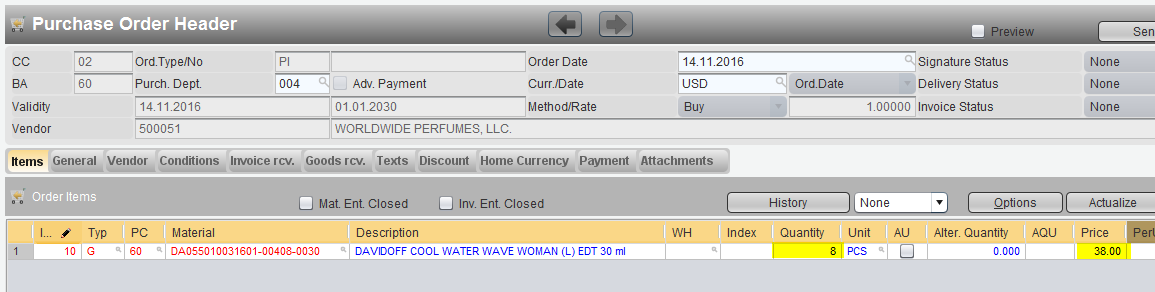 Purchase Order Header
Preview
Sen
CC 02 Ord.Type/No PI Order Date 14.11.2016 Signature Status None
BA 60 Purch. Dept. 004 Adv. Payment Curr./Date USD Ord.Date Delivery Status None
Validity 14.11.2016 01.01.2030 Method/Rate Buy 1.00000 Invoice Status None
Vendor 500051 WORLDWIDE PERFUMES, LLC.
Items General Vendor Conditions Invoice rcv. Goods rcv. Texts Discount Home Currency Payment Attachments
Order Items Mat. Ent. Closed Inv. Ent. Closed History None Options Actualize
I... Typ PC Material Description WH Index Quantity Unit AU Alter. Quantity AQU Price PerU
1 10 G 60 DA055010031601-00408-0030 DAVIDOFF COOL WATER WAVE WOMAN (L) EDT 30 ml 8 PCS 0.000 38.00